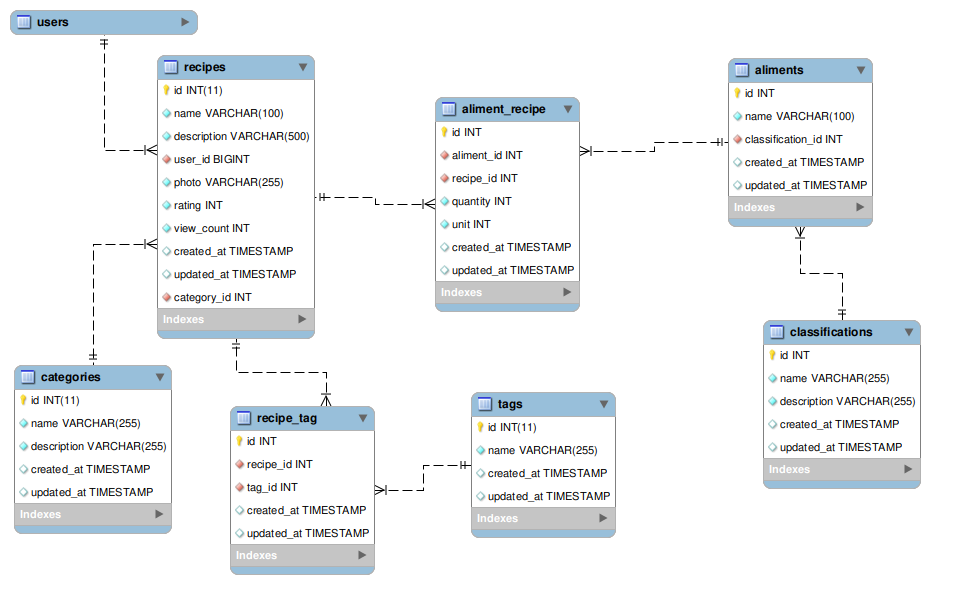 users
recipes
id INT(11)
name VARCHAR(100)
description VARCHAR(500)
user_id BIGINT
photo VARCHAR(255)
rating INT
view_count INT
created_at TIMESTAMP
updated_at TIMESTAMP
category_id INT
Indexes
aliment_recipe
id INT
aliment_id INT
recipe_id INT
quantity INT
unit INT
created_at TIMESTAMP
updated_at TIMESTAMP
Indexes
aliments
id INT
name VARCHAR(100)
classification_id INT
created_at TIMESTAMP
updated_at TIMESTAMP
Indexes
classifications
id INT
name VARCHAR(255)
description VARCHAR(255)
created_at TIMESTAMP
updated_at TIMESTAMP
Indexes
categories
id INT(11)
name VARCHAR(255)
description VARCHAR(255)
created_at TIMESTAMP
updated_at TIMESTAMP
Indexes
recipe_tag
id INT
recipe_id INT
tag_id INT
created_at TIMESTAMP
updated_at TIMESTAMP
Indexes
tags
id INT(11)
name VARCHAR(255)
created_at TIMESTAMP
updated_at TIMESTAMP
Indexes